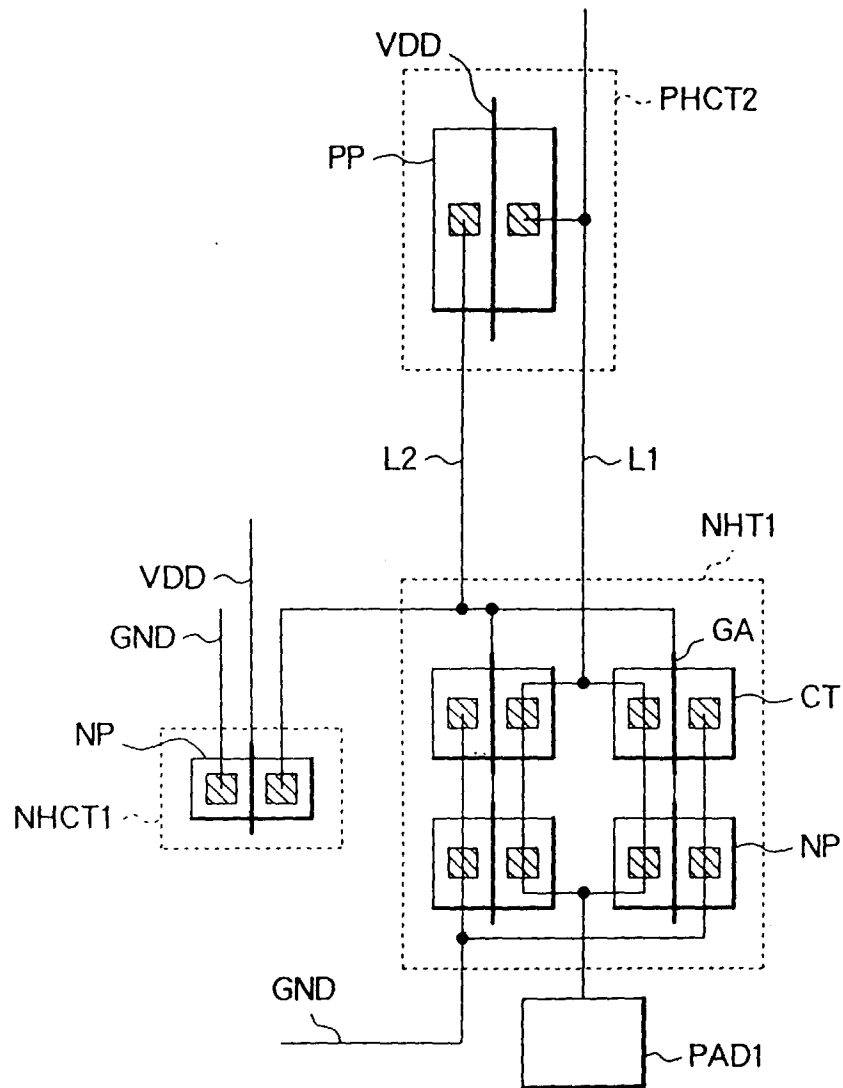 VDD
PHCT2
PP
L2
L1
NHT1
VDD
GND
GA
CT
NP
NHCT1
NP
GND
PAD1